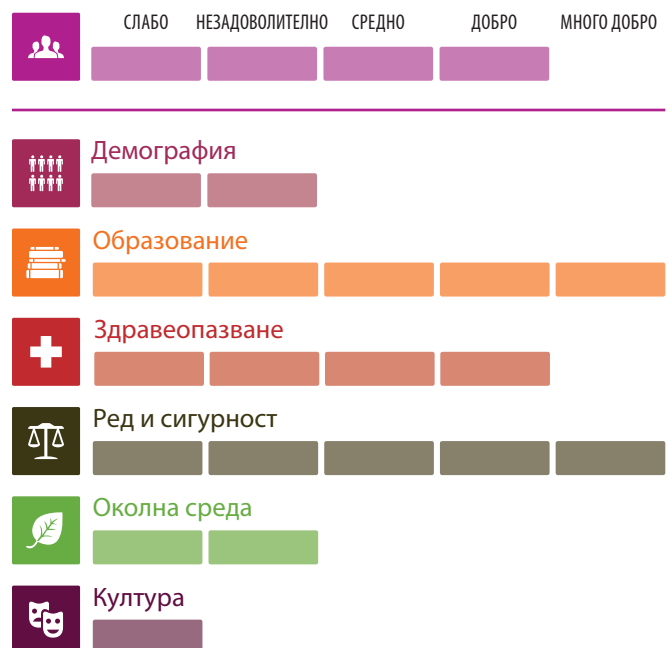 СЛАБО НЕЗАДОВОЛИТЕЛНО СРЕДНО ДОБРО МНОГО ДОБРО
Демография
Образование
Здравеопазване
Ред и сигурност
Околна среда
Култура